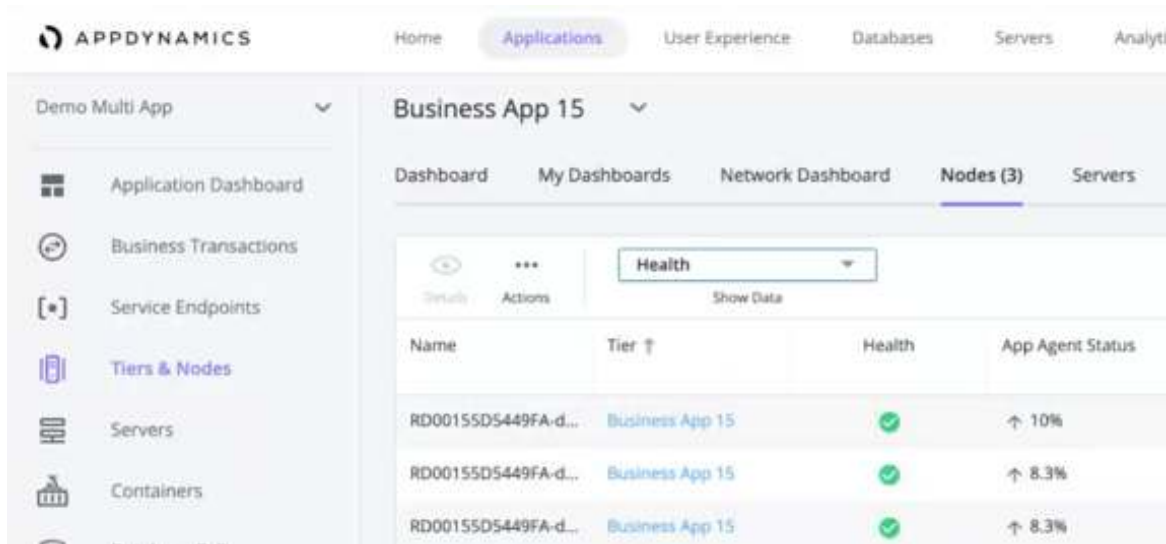 APPDYNAMICS Home Applications User Experience Databases Servers Analyti
Demo Multi App
Business App 15
Application Dashboard
Business Transactions
Service Endpoints
Tiers & Nodes
Servers
Containers
Dashboard My Dashboards Network Dashboard Nodes (3) Servers
Details Actions Health
Show Data
Name Tier ↑ Health App Agent Status
RD00155D5449FA-d... Business App 15 ↑ 10%
RD00155D5449FA-d... Business App 15 ↑ 8.3%
RD00155D5449FA-d... Business App 15 ↑ 8.3%